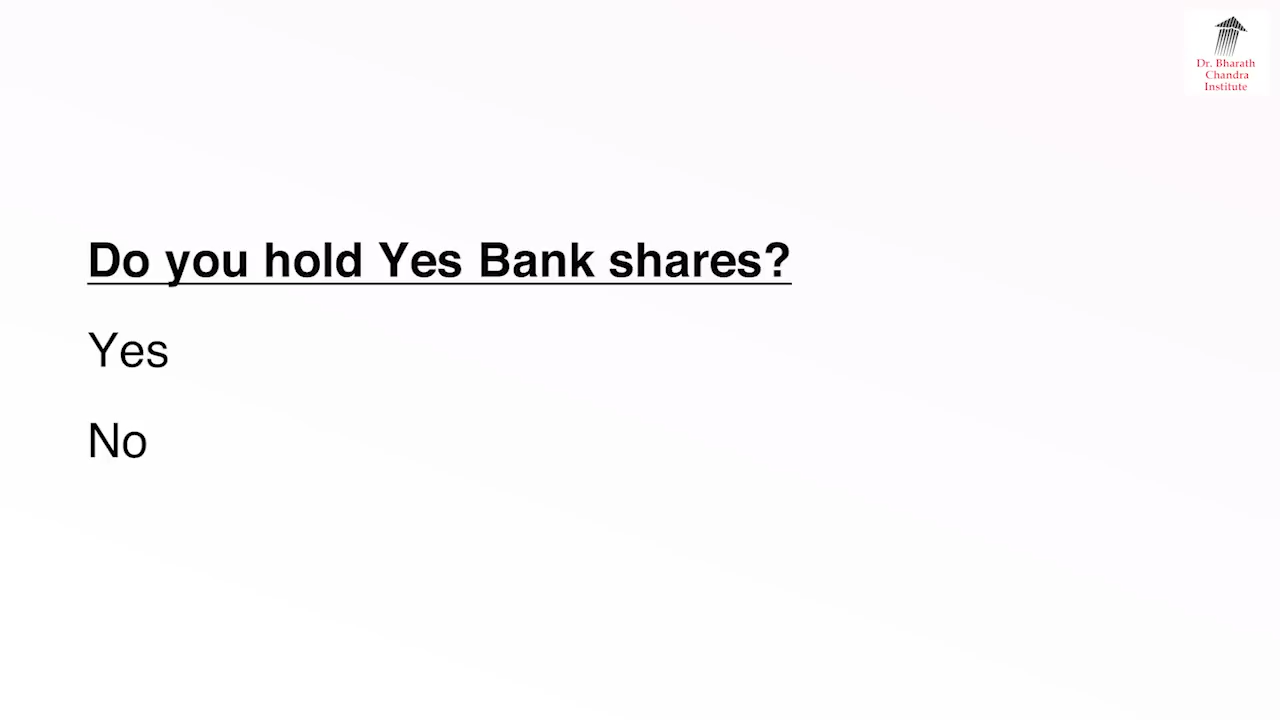 Dr. Bharath
Chandra
Institute
Do you hold Yes Bank shares?
Yes
No